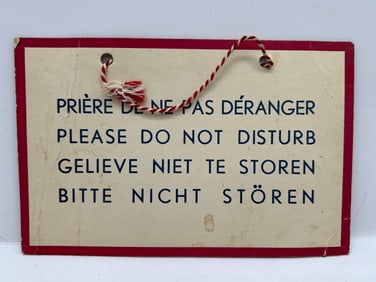 PRIÈRE DE NE PAS DÉRANGER
PLEASE DO NOT DISTURB
GELIEVE NIET TE STOREN
BITTE NICHT STÖREN